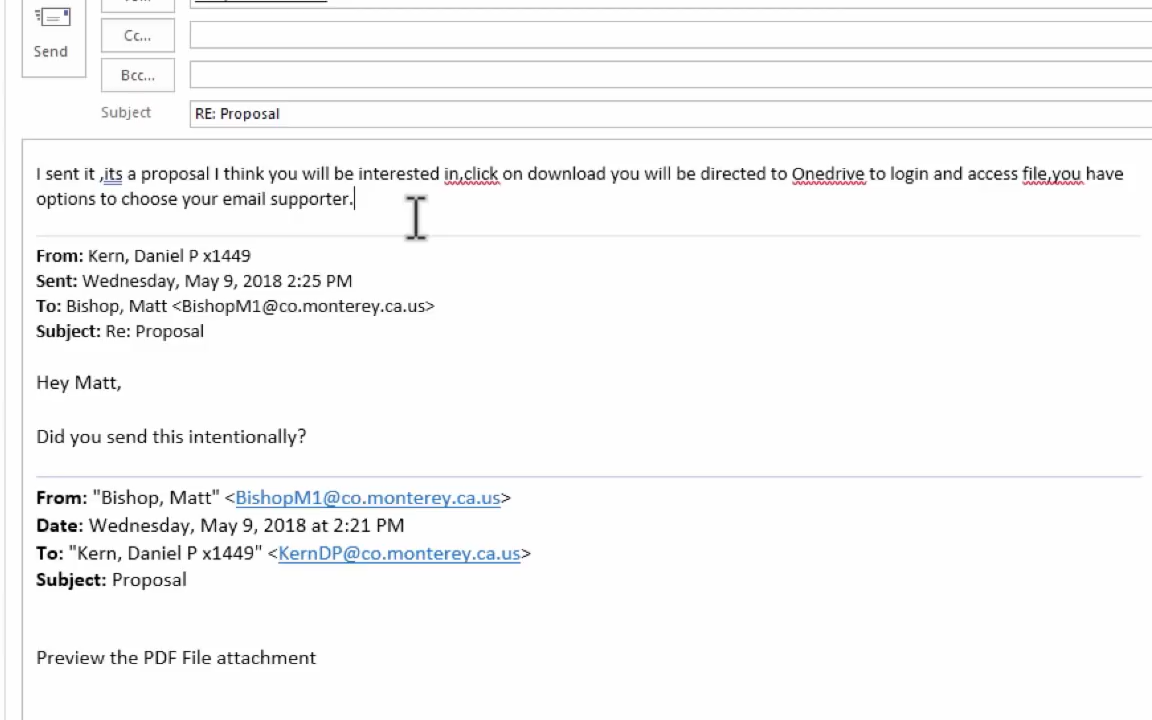 Send
Cc...
Bcc...
Subject
RE: Proposal
I sent it ,its a proposal I think you will be interested in,click on download you will be directed to Onedrive to login and access file,you have
options to choose your email supporter.
From: Kern, Daniel P x1449
Sent: Wednesday, May 9, 2018 2:25 PM
To: Bishop, Matt <BishopM1@co.monterey.ca.us>
Subject: Re: Proposal
Hey Matt,
Did you send this intentionally?
From: "Bishop, Matt" <BishopM1@co.monterey.ca.us>
Date: Wednesday, May 9, 2018 at 2:21 PM
To: "Kern, Daniel P x1449" <KernDP@co.monterey.ca.us>
Subject: Proposal
Preview the PDF File attachment